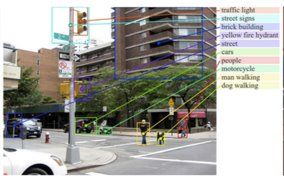 traffic light
street signs
brick building
yellow fire hydrant
street
cars
people
motorcycle
man walking
dog walking